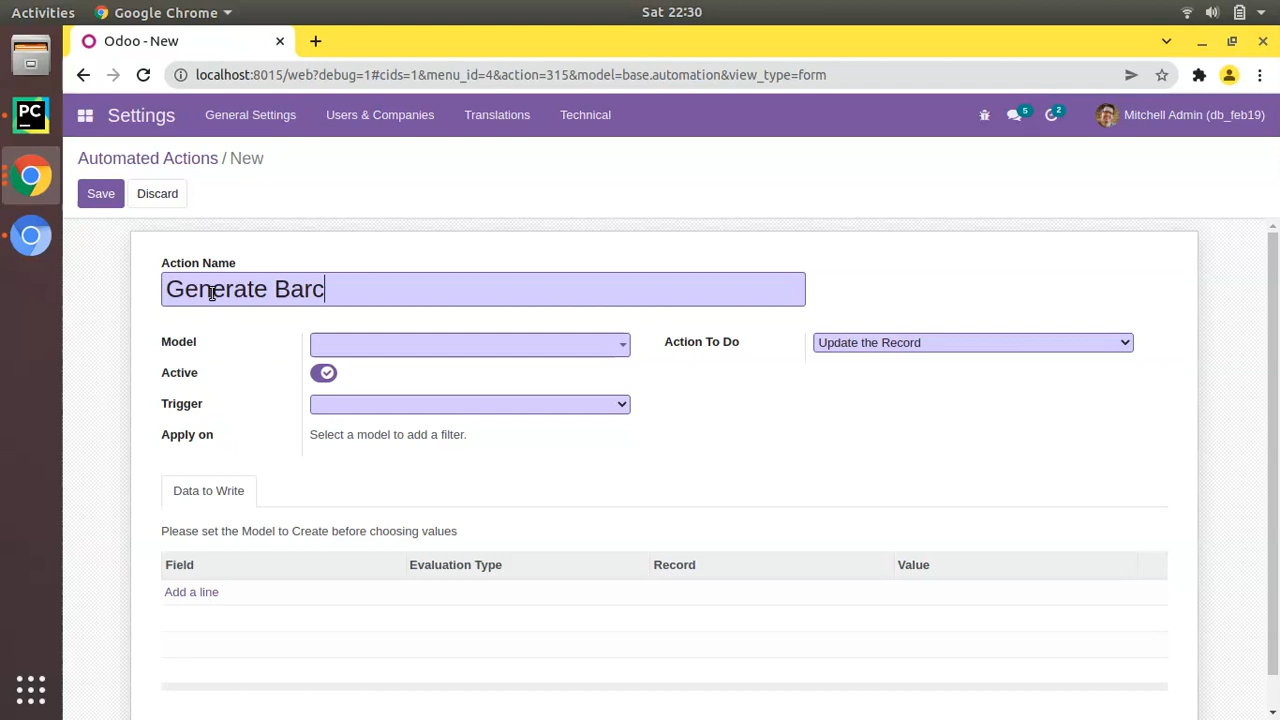 Activities
Google Chrome
Sat 22:30
Odoo - New
localhost:8015/web?debug=1#cids=1&menu_id=4&action=315&model=base.automation&view_type=form
PC
Settings
General Settings
Users & Companies
Translations
Technical
5
2
Mitchell Admin (db_feb19)
Automated Actions / New
Save
Discard
Action Name
Generate Barc
Model
Action To Do
Update the Record
Active
Trigger
Apply on
Select a model to add a filter.
Data to Write
Please set the Model to Create before choosing values
Field
Evaluation Type
Record
Value
Add a line